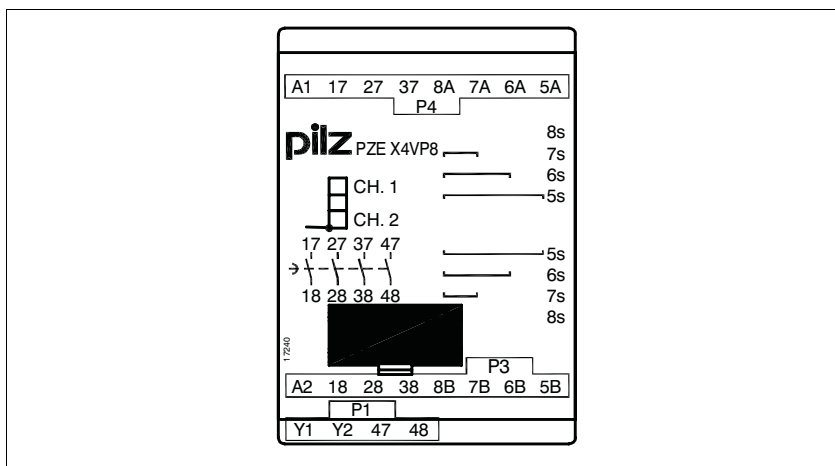 A1 17 27 37 8A 7A 6A 5A
P4
pilz PZE X4VP8
8s
7s
6s
5s
CH. 1
CH. 2
17 27 37 47
18 28 38 48
5s
6s
7s
8s
17240
P3
A2 18 28 38 8B 7B 6B 5B
P1
Y1 Y2 47 48